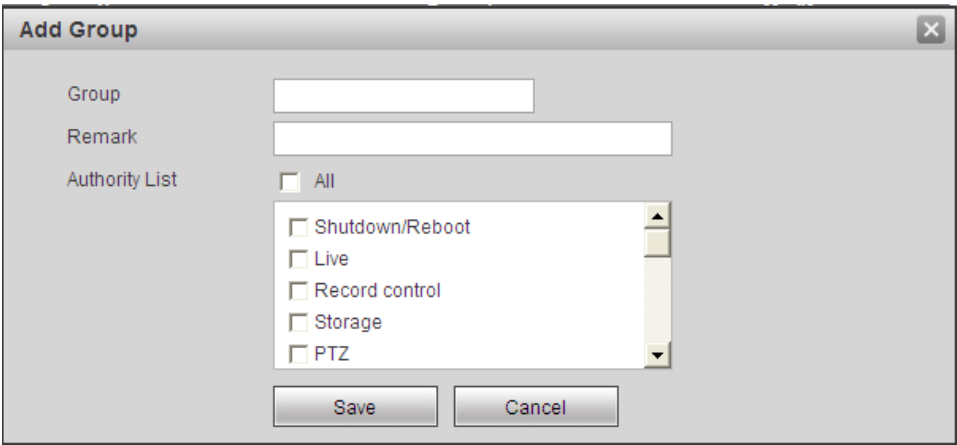 Add Group
Group
Remark
Authority List
All
Shutdown/Reboot
Live
Record control
Storage
PTZ
Save Cancel